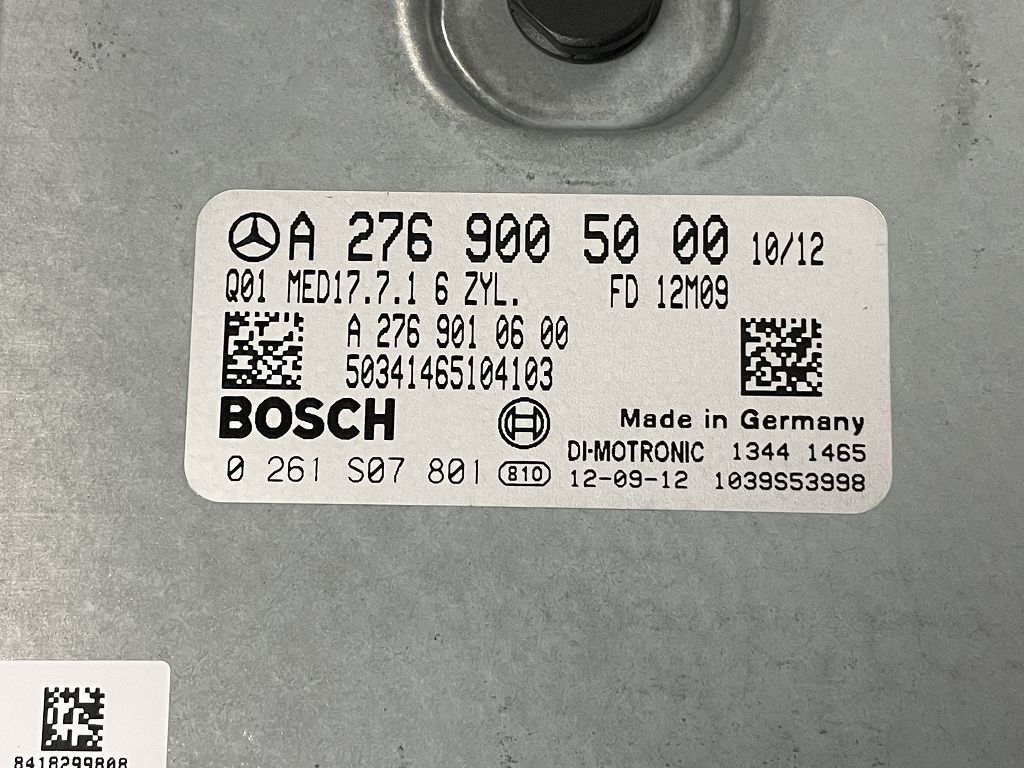 A 276 900 50 00 10/12
Q01 MED17.7.1 6 ZYL. FD 12M09
A 276 901 06 00
50341465104103
BOSCH Made in Germany
DI-MOTRONIC 1344 1465
0 261 S07 801 810 12-09-12 1039S53998
8418299808